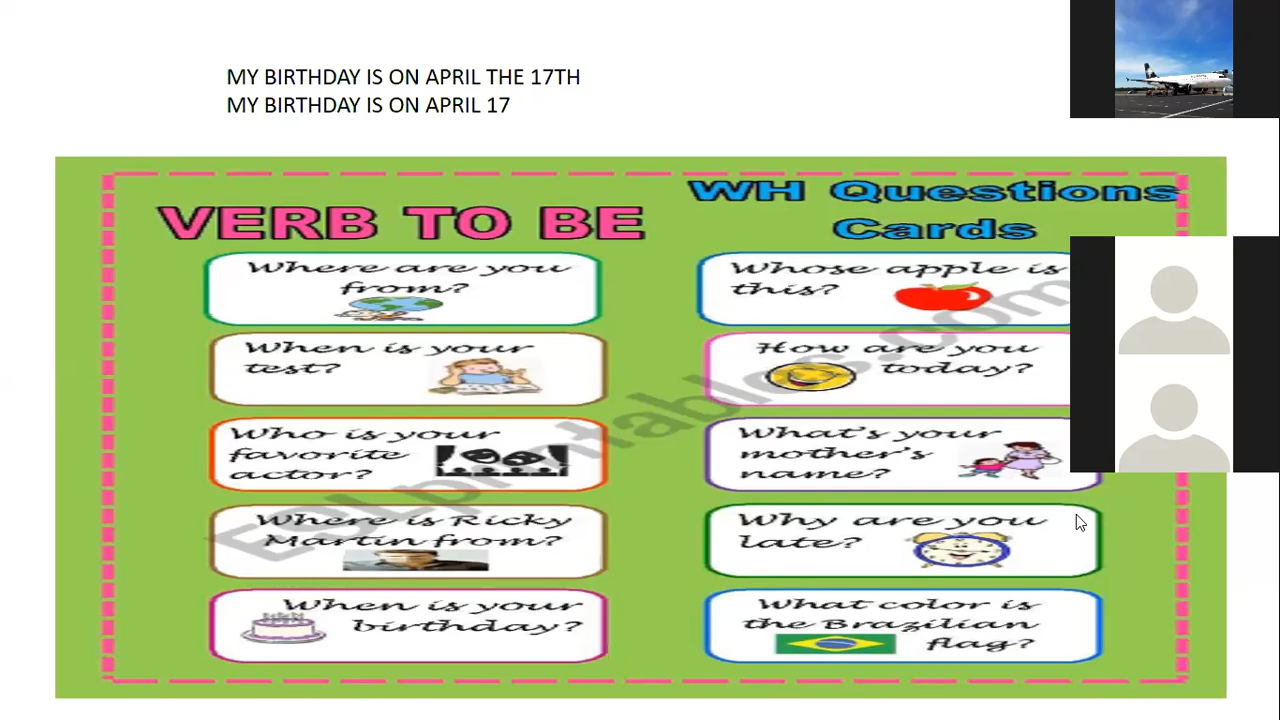 MY BIRTHDAY IS ON APRIL THE 17TH
MY BIRTHDAY IS ON APRIL 17
VERB TO BE
WH Questions
Cards
Where are you
from?
When is your
test?
Who is your
favorite
actor?
Where is Ricky
Martin from?
When is your
birthday?
Whose apple is
this?
How are you
today?
What's your
mother's
name?
Why are you
late?
What color is
the Brazilian
flag?
ESLprintables.com